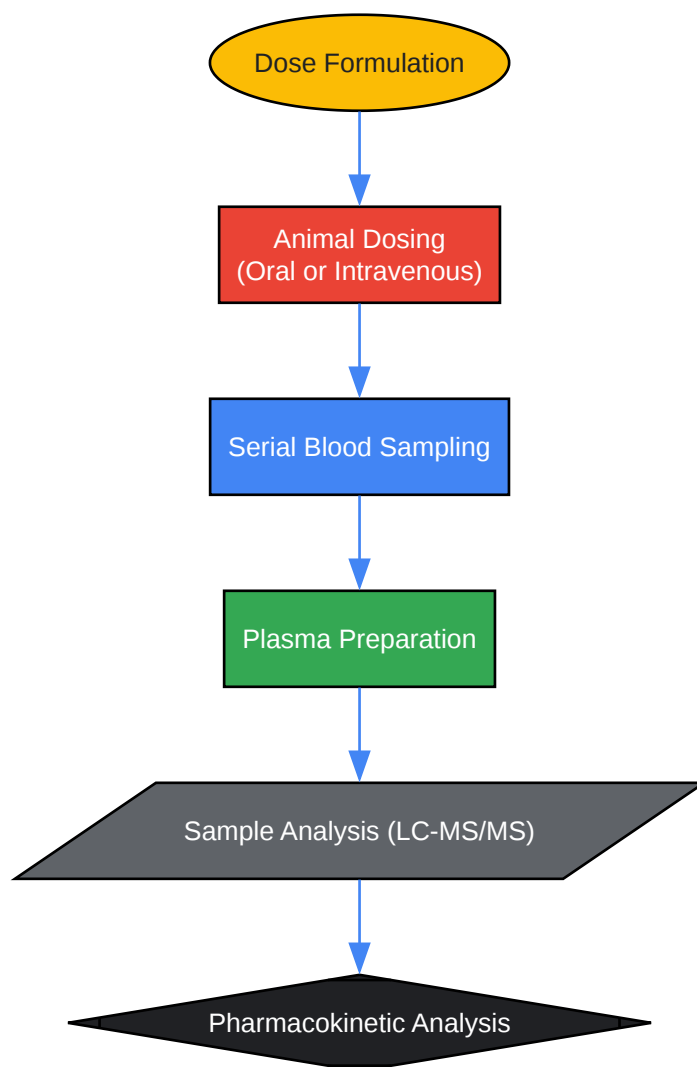 Dose Formulation
Animal Dosing
(Oral or Intravenous)
Serial Blood Sampling
Plasma Preparation
Sample Analysis (LC-MS/MS)
Pharmacokinetic Analysis